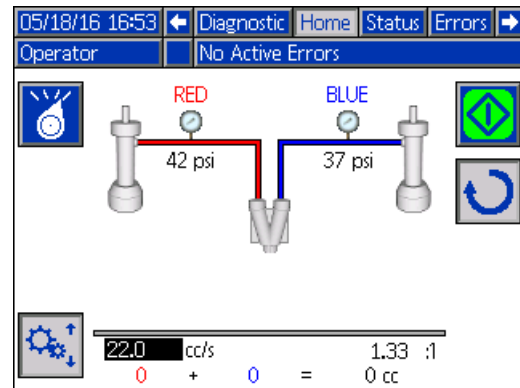 05/18/16 16:53 Diagnostic Home Status Errors
Operator No Active Errors
RED BLUE
42 psi 37 psi
22.0 cc/s 1.33 :1
0 + 0 = 0 cc